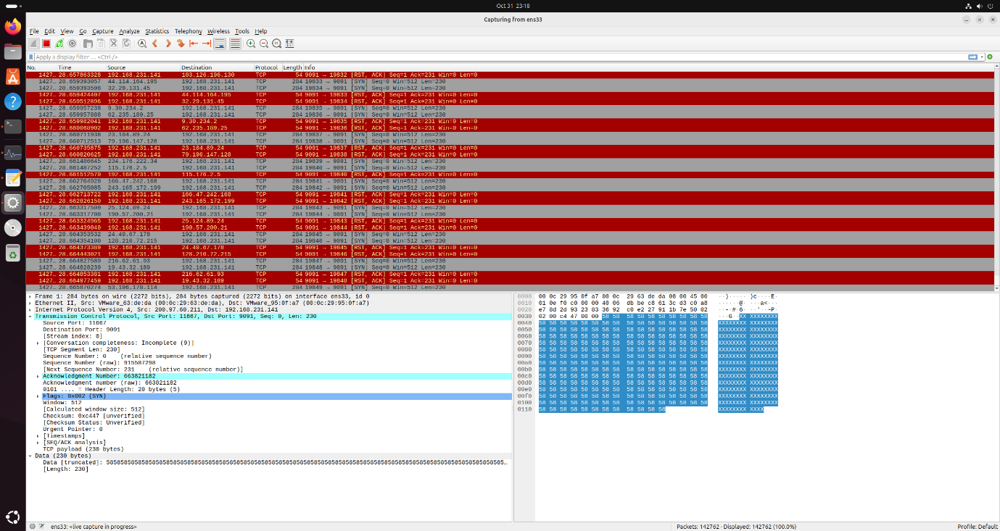 Oct 31 23:18
Capturing from ens33
File Edit View Go Capture Analyze Statistics Telephony Wireless Tools Help
Apply a display filter ... <Ctrl-/>
No. Time Source Destination Protocol Length Info
1427… 28.657863328 192.168.231.141 103.126.196.130 TCP 54 9091 → 19832 [RST, ACK] Seq=1 Ack=231 Win=0 Len=0
1427… 28.659393057 44.114.164.195 192.168.231.141 TCP 284 19833 → 9091 [SYN] Seq=0 Win=512 Len=230
1427… 28.659393598 32.29.131.45 192.168.231.141 TCP 284 19834 → 9091 [SYN] Seq=0 Win=512 Len=230
1427… 28.659424407 192.168.231.141 44.114.164.195 TCP 54 9091 → 19833 [RST, ACK] Seq=1 Ack=231 Win=0 Len=0
1427… 28.659512896 192.168.231.141 32.29.131.45 TCP 54 9091 → 19834 [RST, ACK] Seq=1 Ack=231 Win=0 Len=0
1427… 28.659957238 9.30.234.2 192.168.231.141 TCP 284 19835 → 9091 [SYN] Seq=0 Win=512 Len=230
1427… 28.659957888 62.235.189.25 192.168.231.141 TCP 284 19836 → 9091 [SYN] Seq=0 Win=512 Len=230
1427… 28.659982041 192.168.231.141 9.30.234.2 TCP 54 9091 → 19835 [RST, ACK] Seq=1 Ack=231 Win=0 Len=0
1427… 28.660068902 192.168.231.141 62.235.189.25 TCP 54 9091 → 19836 [RST, ACK] Seq=1 Ack=231 Win=0 Len=0
1427… 28.660711938 23.104.89.24 192.168.231.141 TCP 284 19837 → 9091 [SYN] Seq=0 Win=512 Len=230
1427… 28.660712513 79.196.147.128 192.168.231.141 TCP 284 19838 → 9091 [SYN] Seq=0 Win=512 Len=230
1427… 28.660735875 192.168.231.141 23.104.89.24 TCP 54 9091 → 19837 [RST, ACK] Seq=1 Ack=231 Win=0 Len=0
1427… 28.660820625 192.168.231.141 79.196.147.128 TCP 54 9091 → 19838 [RST, ACK] Seq=1 Ack=231 Win=0 Len=0
1427… 28.661486645 234.176.222.34 192.168.231.141 TCP 284 19839 → 9091 [SYN] Seq=0 Win=512 Len=230
1427… 28.661487252 115.176.2.5 192.168.231.141 TCP 284 19840 → 9091 [SYN] Seq=0 Win=512 Len=230
1427… 28.661512570 192.168.231.141 115.176.2.5 TCP 54 9091 → 19840 [RST, ACK] Seq=1 Ack=231 Win=0 Len=0
1427… 28.662704920 166.47.242.168 192.168.231.141 TCP 284 19841 → 9091 [SYN] Seq=0 Win=512 Len=230
1427… 28.662705085 243.165.172.199 192.168.231.141 TCP 284 19842 → 9091 [SYN] Seq=0 Win=512 Len=230
1427… 28.662713722 192.168.231.141 166.47.242.168 TCP 54 9091 → 19841 [RST, ACK] Seq=1 Ack=231 Win=0 Len=0
1427… 28.662826150 192.168.231.141 243.165.172.199 TCP 54 9091 → 19842 [RST, ACK] Seq=1 Ack=231 Win=0 Len=0
1427… 28.663317509 25.124.89.24 192.168.231.141 TCP 284 19843 → 9091 [SYN] Seq=0 Win=512 Len=230
1427… 28.663317700 190.57.200.21 192.168.231.141 TCP 284 19844 → 9091 [SYN] Seq=0 Win=512 Len=230
1427… 28.663324965 192.168.231.141 25.124.89.24 TCP 54 9091 → 19843 [RST, ACK] Seq=1 Ack=231 Win=0 Len=0
1427… 28.663439040 192.168.231.141 190.57.200.21 TCP 54 9091 → 19844 [RST, ACK] Seq=1 Ack=231 Win=0 Len=0
1427… 28.664353532 24.40.67.178 192.168.231.141 TCP 284 19845 → 9091 [SYN] Seq=0 Win=512 Len=230
1427… 28.664354100 128.210.72.215 192.168.231.141 TCP 284 19846 → 9091 [SYN] Seq=0 Win=512 Len=230
1427… 28.664373389 192.168.231.141 24.40.67.178 TCP 54 9091 → 19845 [RST, ACK] Seq=1 Ack=231 Win=0 Len=0
1427… 28.664443021 192.168.231.141 128.210.72.215 TCP 54 9091 → 19846 [RST, ACK] Seq=1 Ack=231 Win=0 Len=0
1427… 28.664827589 216.62.61.93 192.168.231.141 TCP 284 19847 → 9091 [SYN] Seq=0 Win=512 Len=230
1427… 28.664828239 19.43.32.189 192.168.231.141 TCP 284 19848 → 9091 [SYN] Seq=0 Win=512 Len=230
1427… 28.664853381 192.168.231.141 216.62.61.93 TCP 54 9091 → 19847 [RST, ACK] Seq=1 Ack=231 Win=0 Len=0
1427… 28.664977459 192.168.231.141 19.43.32.189 TCP 54 9091 → 19848 [RST, ACK] Seq=1 Ack=231 Win=0 Len=0
1427… 28.665870274 53.196.178.114 192.168.231.141 TCP 284 19849 → 9091 [SYN] Seq=0 Win=512 Len=230
Frame 1: 284 bytes on wire (2272 bits), 284 bytes captured (2272 bits) on interface ens33, id 0
Ethernet II, Src: VMware_63:de:da (00:0c:29:63:de:da), Dst: VMware_95:0f:a7 (00:0c:29:95:0f:a7)
Internet Protocol Version 4, Src: 200.97.60.211, Dst: 192.168.231.141
Transmission Control Protocol, Src Port: 11667, Dst Port: 9091, Seq: 0, Len: 230
Source Port: 11667
Destination Port: 9091
[Stream index: 0]
[Conversation completeness: Incomplete (9)]
[TCP Segment Len: 230]
Sequence Number: 0 (relative sequence number)
Sequence Number (raw): 915587298
[Next Sequence Number: 231 (relative sequence number)]
Acknowledgment Number: 663821182
Acknowledgment number (raw): 663821182
0101 .... = Header Length: 20 bytes (5)
Flags: 0x002 (SYN)
Window: 512
[Calculated window size: 512]
Checksum: 0xc447 [unverified]
[Checksum Status: Unverified]
Urgent Pointer: 0
[Timestamps]
[SEQ/ACK analysis]
TCP payload (230 bytes)
Data (230 bytes)
[Length: 230]
0000 00 0c 29 95 0f a7 00 0c 29 63 de da 08 00 45 00
0010 01 0e f0 c0 00 00 40 06 db be c8 61 3c d3 c0 a8
0020 e7 8d 2d 93 23 83 36 92 c0 e2 27 91 1b 7e 50 02
0030 02 00 c4 47 00 00 58 58 58 58 58 58 58 58 58 58 XX XXXXXXXX
0040 58 58 58 58 58 58 58 58 58 58 58 58 58 58 58 58 XXXXXXXX XXXXXXXX
0050 58 58 58 58 58 58 58 58 58 58 58 58 58 58 58 58 XXXXXXXX XXXXXXXX
0060 58 58 58 58 58 58 58 58 58 58 58 58 58 58 58 58 XXXXXXXX XXXXXXXX
0070 58 58 58 58 58 58 58 58 58 58 58 58 58 58 58 58 XXXXXXXX XXXXXXXX
0080 58 58 58 58 58 58 58 58 58 58 58 58 58 58 58 58 XXXXXXXX XXXXXXXX
0090 58 58 58 58 58 58 58 58 58 58 58 58 58 58 58 58 XXXXXXXX XXXXXXXX
00a0 58 58 58 58 58 58 58 58 58 58 58 58 58 58 58 58 XXXXXXXX XXXXXXXX
00b0 58 58 58 58 58 58 58 58 58 58 58 58 58 58 58 58 XXXXXXXX XXXXXXXX
00c0 58 58 58 58 58 58 58 58 58 58 58 58 58 58 58 58 XXXXXXXX XXXXXXXX
00d0 58 58 58 58 58 58 58 58 58 58 58 58 58 58 58 58 XXXXXXXX XXXXXXXX
00e0 58 58 58 58 58 58 58 58 58 58 58 58 58 58 58 58 XXXXXXXX XXXXXXXX
00f0 58 58 58 58 58 58 58 58 58 58 58 58 58 58 58 58 XXXXXXXX XXXXXXXX
0100 58 58 58 58 58 58 58 58 58 58 58 58 58 58 58 58 XXXXXXXX XXXXXXXX
0110 58 58 58 58 58 58 58 58 58 58 58 58 XXXXXXXX XXXX
ens33: <live capture in progress>
Packets: 142762 · Displayed: 142762 (100.0%)
Profile: Default